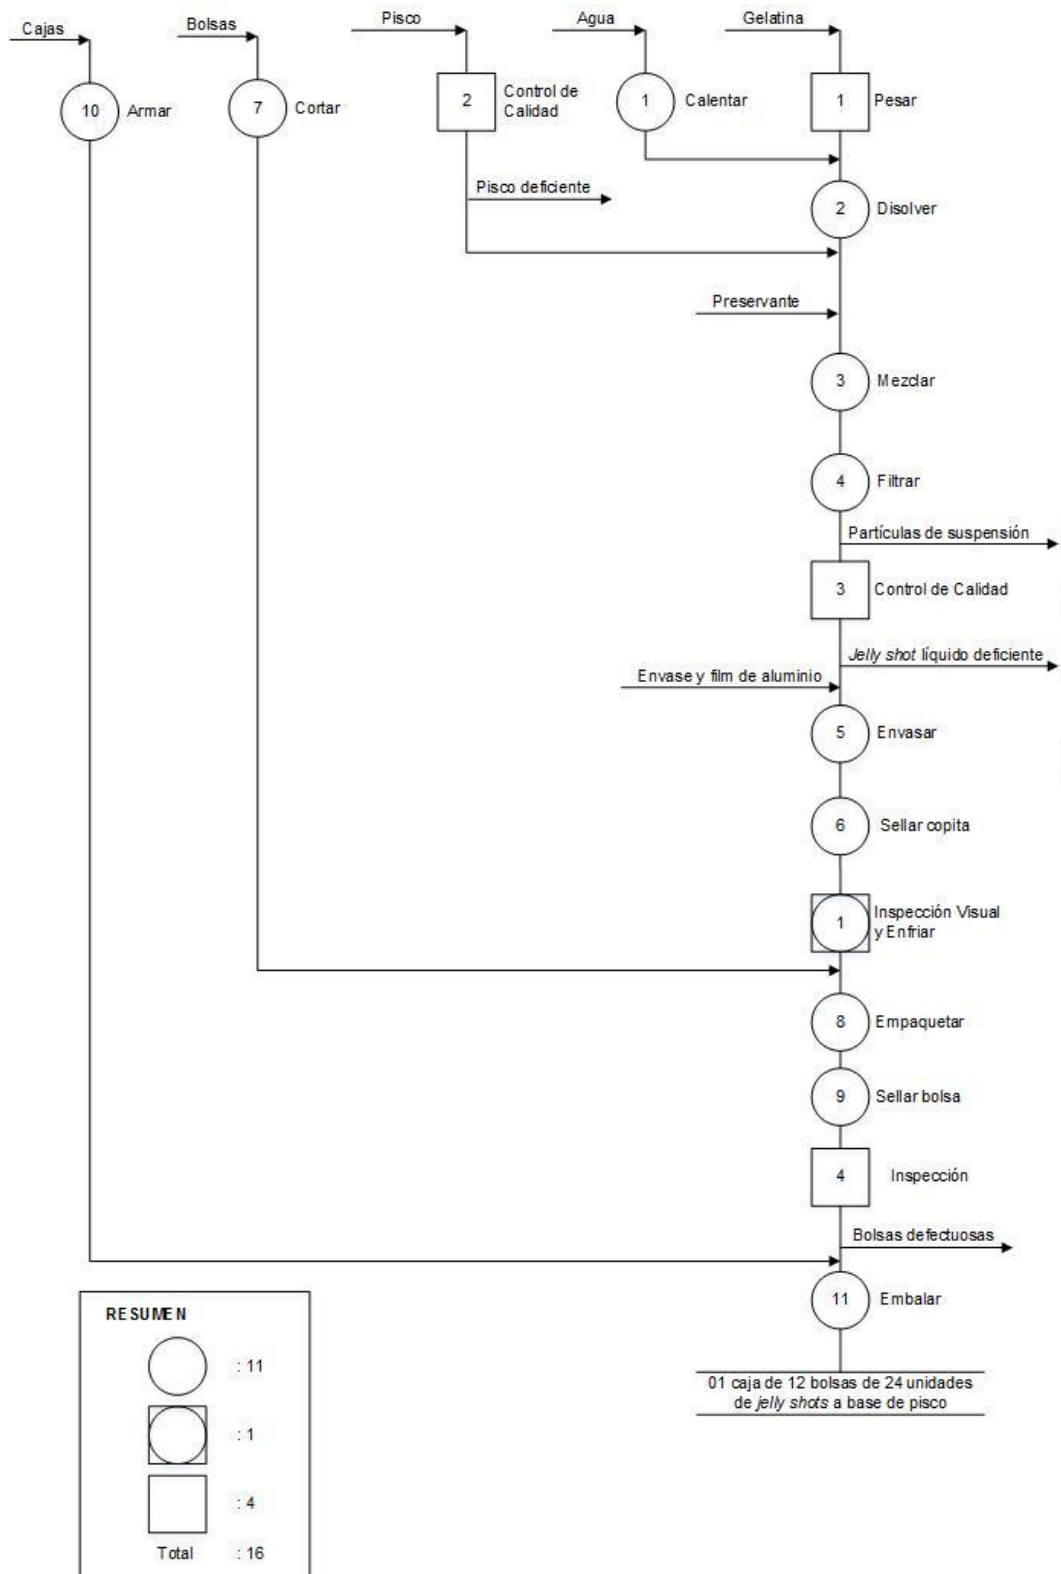 Cajas
Bolsas
Pisco
Agua
Gelatina
10 Armar
7 Cortar
2 Control de
Calidad
1 Calentar
1 Pesar
Pisco deficiente
2 Disolver
Preservante
3 Mezclar
4 Filtrar
Partículas de suspensión
3 Control de Calidad
Jelly shot líquido deficiente
Envase y film de aluminio
5 Envasar
6 Sellar copita
1 Inspección Visual
y Enfriar
8 Empaquetar
9 Sellar bolsa
4 Inspección
Bolsas defectuosas
11 Embalar
01 caja de 12 bolsas de 24 unidades
de jelly shots a base de pisco
RESUMEN
: 11
: 1
: 4
Total : 16